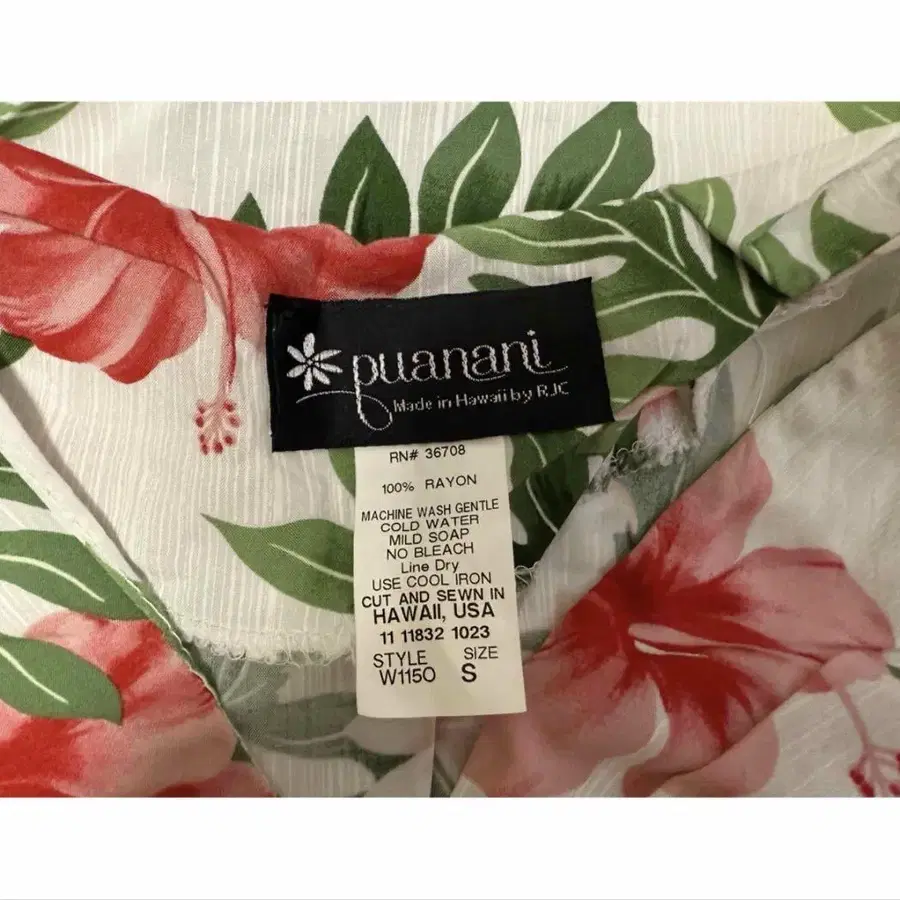 puanani
Made in Hawaii by RJC
RN# 36708
100% RAYON
MACHINE WASH GENTLE
COLD WATER
MILD SOAP
NO BLEACH
Line Dry
USE COOL IRON
CUT AND SEWN IN
HAWAII, USA
11 11832 1023
STYLE SIZE
W1150 S